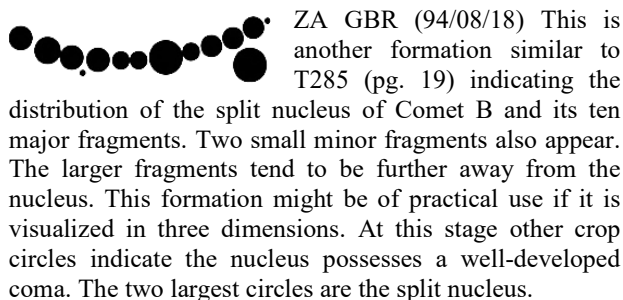 ZA GBR (94/08/18) This is
another formation similar to
T285 (pg. 19) indicating the
distribution of the split nucleus of Comet B and its ten
major fragments. Two small minor fragments also appear.
The larger fragments tend to be further away from the
nucleus. This formation might be of practical use if it is
visualized in three dimensions. At this stage other crop
circles indicate the nucleus possesses a well-developed
coma. The two largest circles are the split nucleus.